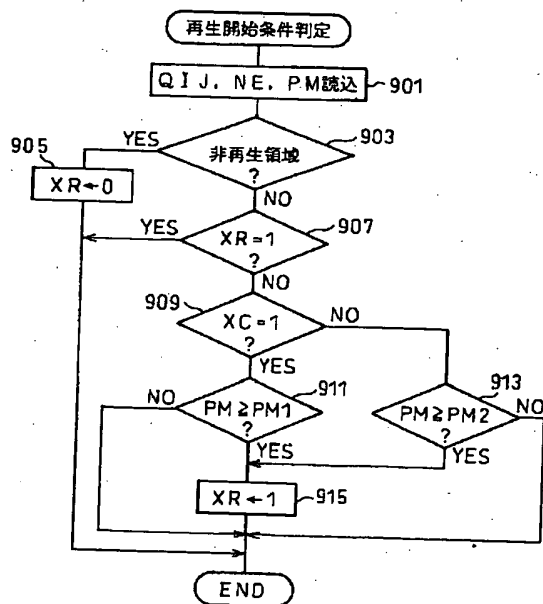 再生開始条件判定
QIJ, NE, PM読込
901
903
YES
非再生領域
?
NO
905
XR←0
907
YES
XR=1
?
NO
909
XC=1
?
NO
YES
911
NO
PM≧PM1
?
YES
913
PM≧PM2
?
NO
YES
XR←1
915
END